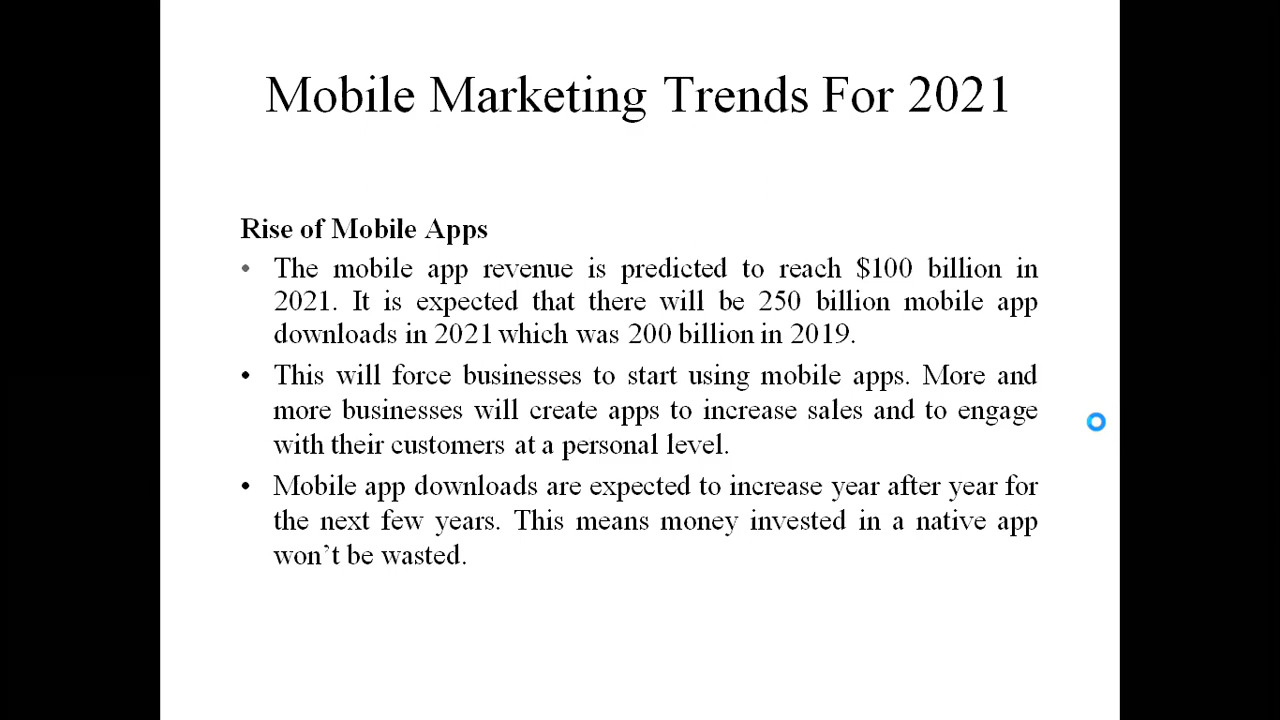 Mobile Marketing Trends For 2021
Rise of Mobile Apps
• The mobile app revenue is predicted to reach $100 billion in
2021. It is expected that there will be 250 billion mobile app
downloads in 2021 which was 200 billion in 2019.
• This will force businesses to start using mobile apps. More and
more businesses will create apps to increase sales and to engage
with their customers at a personal level.
• Mobile app downloads are expected to increase year after year for
the next few years. This means money invested in a native app
won’t be wasted.